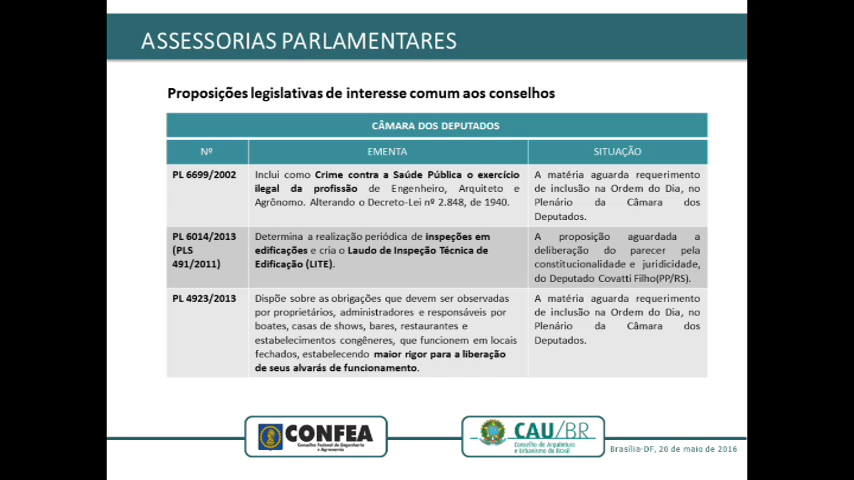 ASSESSORIAS PARLAMENTARES
Proposições legislativas de interesse comum aos conselhos
CÂMARA DOS DEPUTADOS
Nº EMENTA SITUAÇÃO
PL 6699/2002
Inclui como Crime contra a Saúde Pública o exercício
ilegal da profissão de Engenheiro, Arquiteto e
Agrônomo. Alterando o Decreto-Lei nº 2.848, de 1940.
A matéria aguarda requerimento
de inclusão na Ordem do Dia, no
Plenário da Câmara dos
Deputados.
PL 6014/2013
(PLS
491/2011)
Determina a realização periódica de inspeções em
edificações e cria o Laudo de Inspeção Técnica de
Edificação (LITE).
A proposição aguardada a
deliberação do parecer pela
constitucionalidade e juridicidade,
do Deputado Covatti Filho(PP/RS).
PL 4923/2013
Dispõe sobre as obrigações que devem ser observadas
por proprietários, administradores e responsáveis por
boates, casas de shows, bares, restaurantes e
estabelecimentos congêneres, que funcionem em locais
fechados, estabelecendo maior rigor para a liberação
de seus alvarás de funcionamento.
A matéria aguarda requerimento
de inclusão na Ordem do Dia, no
Plenário da Câmara dos
Deputados.
CONFEA
Conselho Federal de Engenharia
e Agronomia
CAU/BR
Conselho de Arquitetura
e Urbanismo do Brasil
Brasília-DF, 20 de maio de 2016